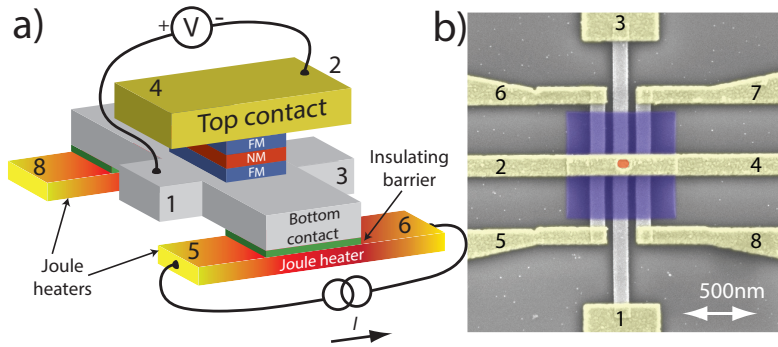 a)
+ V -
2
4
Top contact
FM
NM
FM
8
Insulating
barrier
3
1
Bottom
contact
6
5
Joule
heaters
Joule heater
I
b)
3
6
7
2
4
5
8
500nm
1